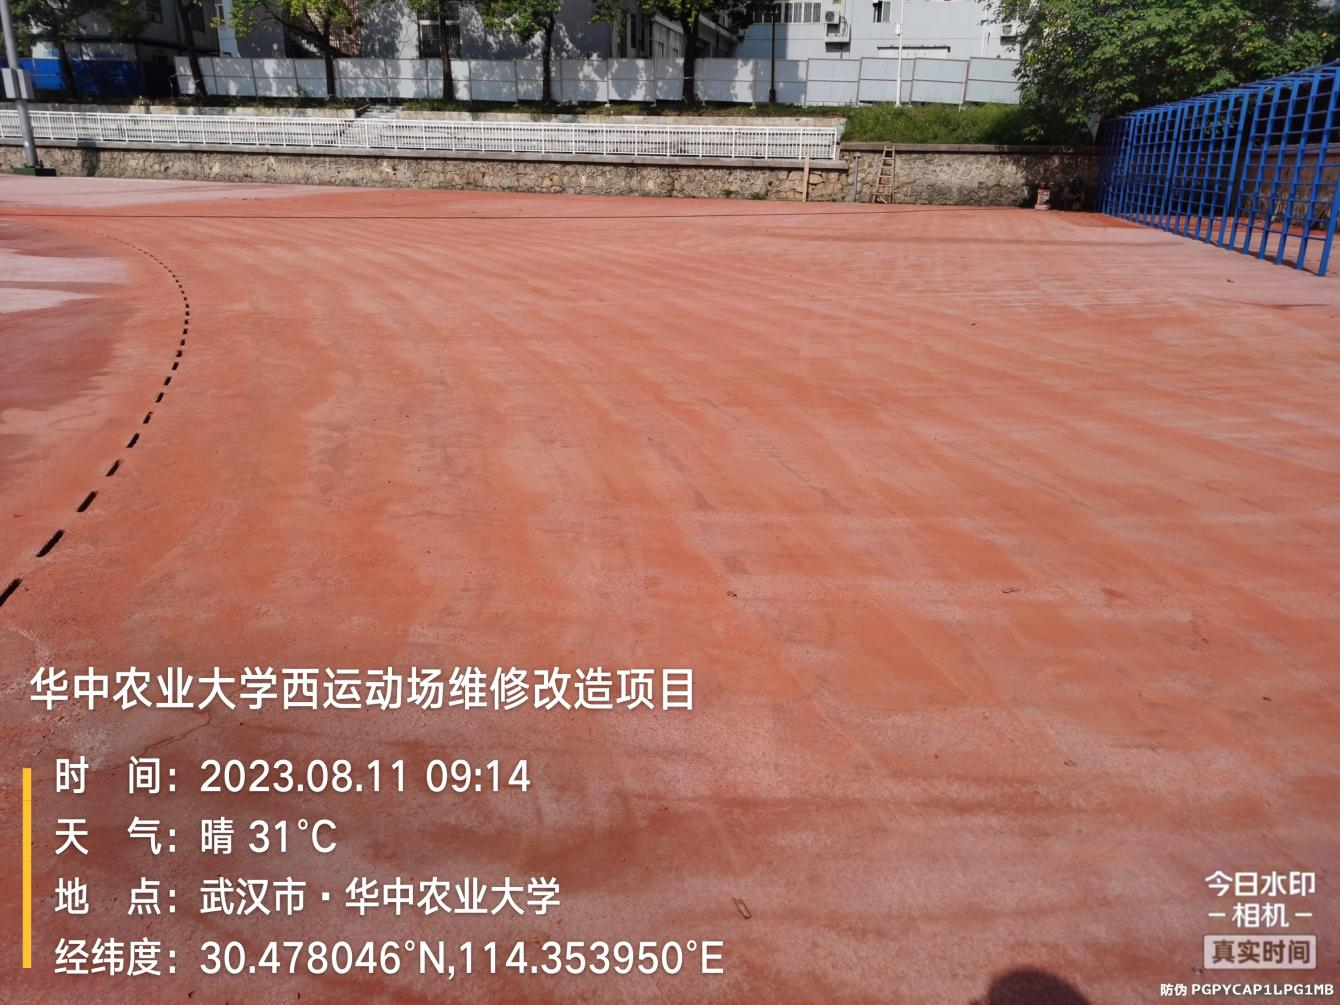 华中农业大学西运动场维修改造项目
时 间：2023.08.11 09:14
天 气：晴 31°C
地 点：武汉市·华中农业大学
经纬度：30.478046°N,114.353950°E
今日水印
-相机-
真实时间
防伪 PGPYCAP1LPG1MB